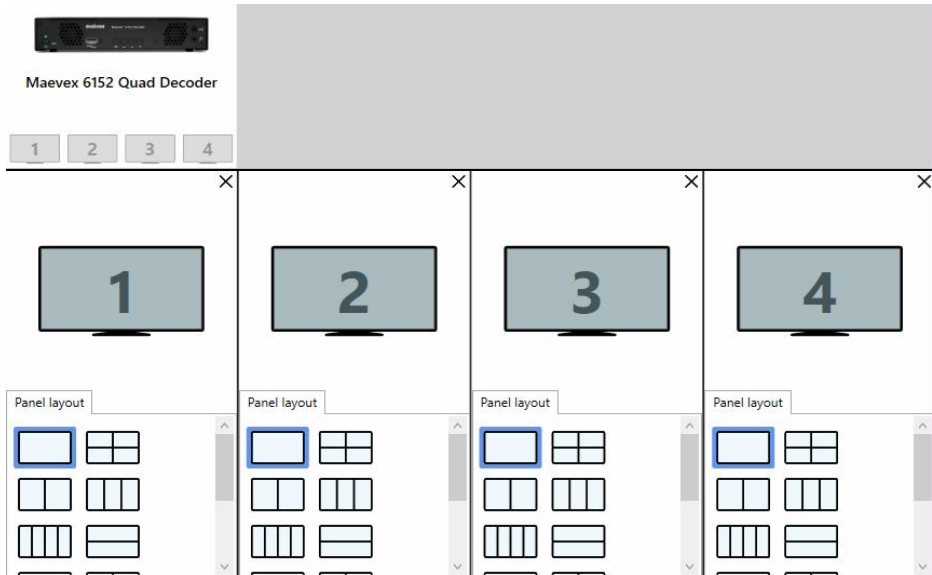 matrox
Maevex 6152 Quad Decoder
1 2 3 4
1 2 3 4
Panel layout Panel layout Panel layout Panel layout